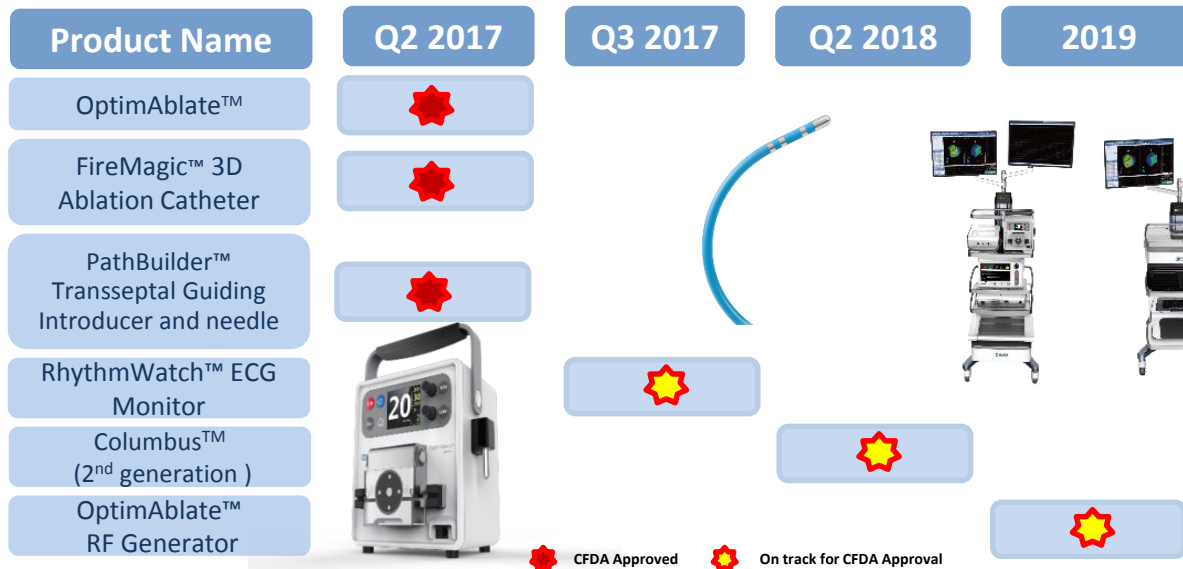 Product Name
Q2 2017
Q3 2017
Q2 2018
2019
OptimAblate™
FireMagic™ 3D
Ablation Catheter
PathBuilder™
Transseptal Guiding
Introducer and needle
RhythmWatch™ ECG
Monitor
Columbus™
(2nd generation )
OptimAblate™
RF Generator
20
CFDA Approved
On track for CFDA Approval